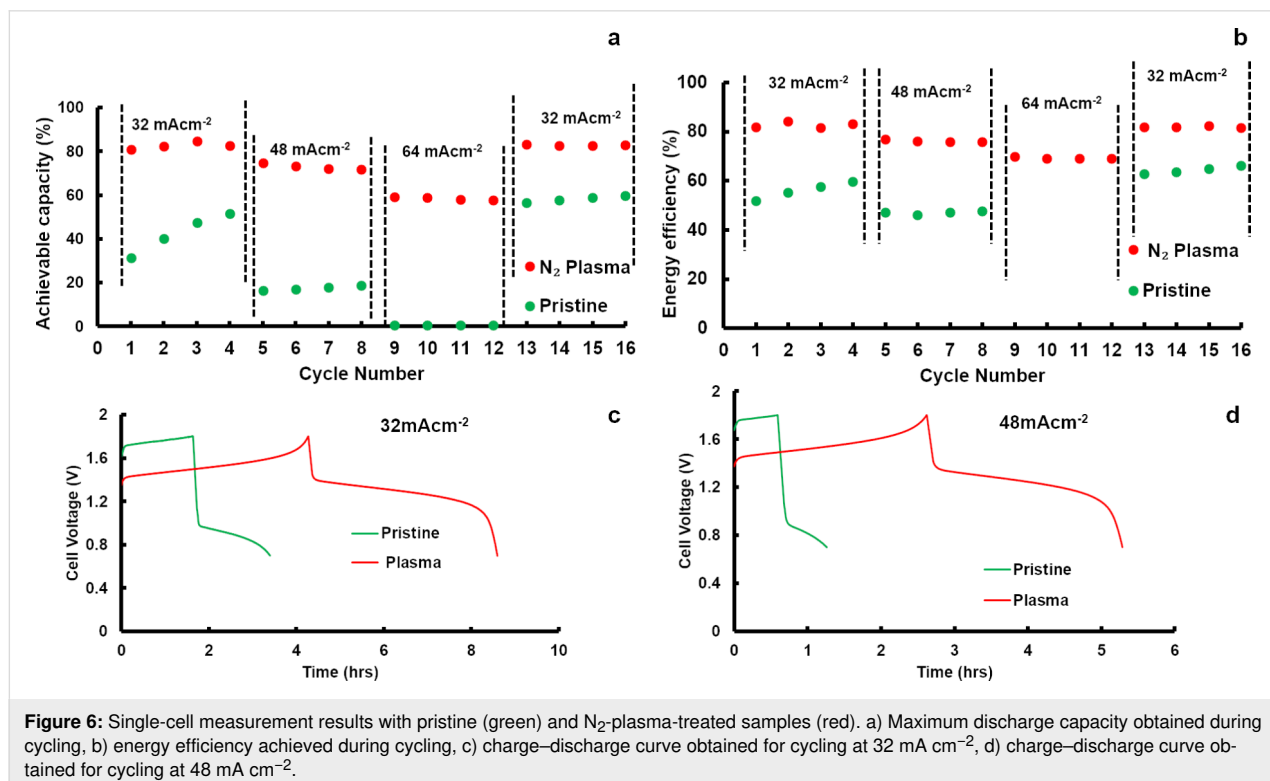 a
32 mAcm⁻²
48 mAcm⁻²
64 mAcm⁻²
32 mAcm⁻²
Achievable capacity (%)
100
80
60
40
20
0
N₂ Plasma
Pristine
0 1 2 3 4 5 6 7 8 9 10 11 12 13 14 15 16
Cycle Number
b
32 mAcm⁻²
48 mAcm⁻²
64 mAcm⁻²
32 mAcm⁻²
Energy efficiency (%)
100
80
60
40
20
0
N₂ Plasma
Pristine
0 1 2 3 4 5 6 7 8 9 10 11 12 13 14 15 16
Cycle Number
c
32mAcm⁻²
Cell Voltage (V)
2
1.6
1.2
0.8
0.4
0
Pristine
Plasma
0 2 4 6 8 10
Time (hrs)
d
48mAcm⁻²
Cell Voltage (V)
2
1.6
1.2
0.8
0.4
0
Pristine
Plasma
0 1 2 3 4 5 6
Time (hrs)
Figure 6: Single-cell measurement results with pristine (green) and N₂-plasma-treated samples (red). a) Maximum discharge capacity obtained during
cycling, b) energy efficiency achieved during cycling, c) charge–discharge curve obtained for cycling at 32 mA cm⁻², d) charge–discharge curve ob-
tained for cycling at 48 mA cm⁻².